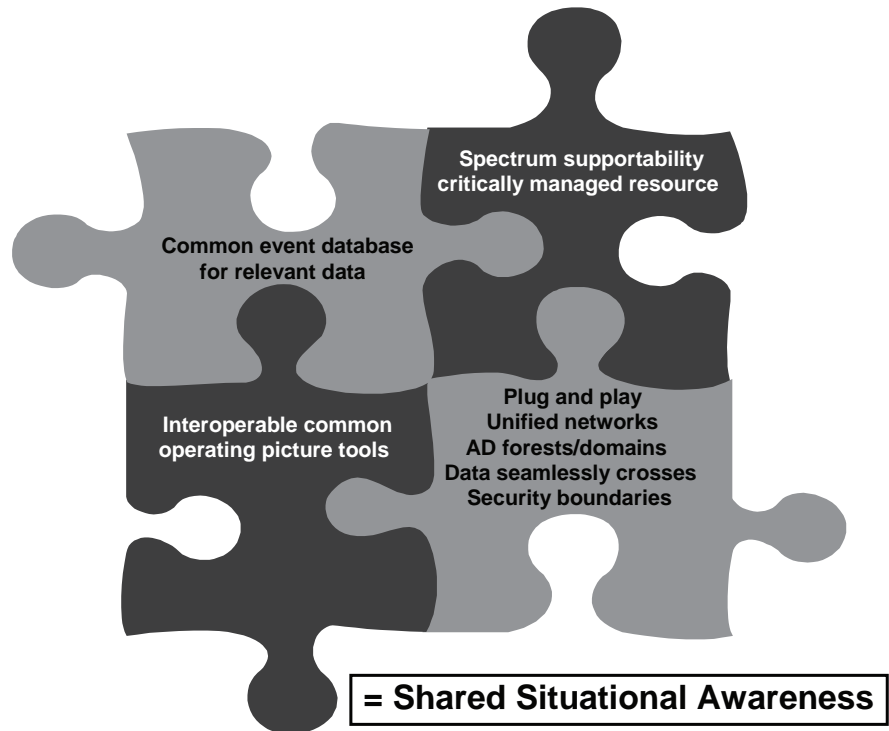 Spectrum supportability
critically managed resource
Common event database
for relevant data
Interoperable common
operating picture tools
Plug and play
Unified networks
AD forests/domains
Data seamlessly crosses
Security boundaries
= Shared Situational Awareness